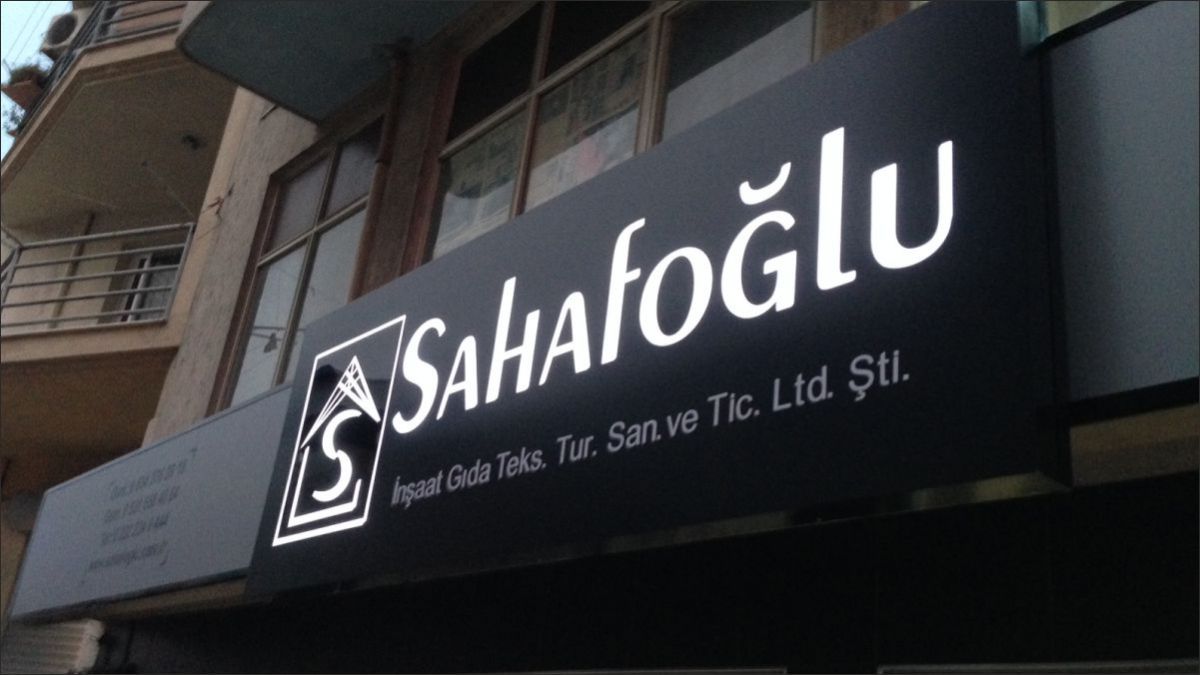 SAHAFOĞLU
İnşaat Gıda Teks. Tur. San. ve Tic. Ltd. Şti.
S